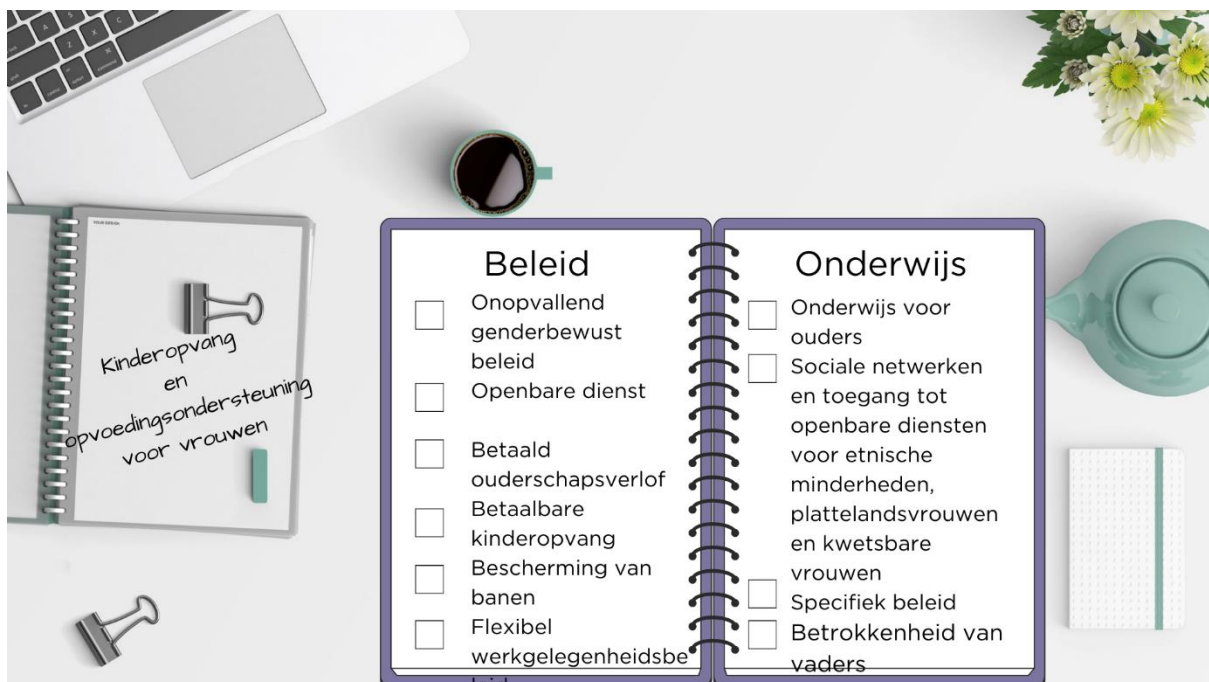 YOUR DESIGN
Kinderopvang
en
opvoedingsondersteuning
voor vrouwen
Beleid
Onopvallend
genderbewust
beleid
Openbare dienst
Betaald
ouderschapsverlof
Betaalbare
kinderopvang
Bescherming van
banen
Flexibel
werkgelegenheidsbe
Onderwijs
Onderwijs voor
ouders
Sociale netwerken
en toegang tot
openbare diensten
voor etnische
minderheden,
plattelandsvrouwen
en kwetsbare
vrouwen
Specifiek beleid
Betrokkenheid van
vaders